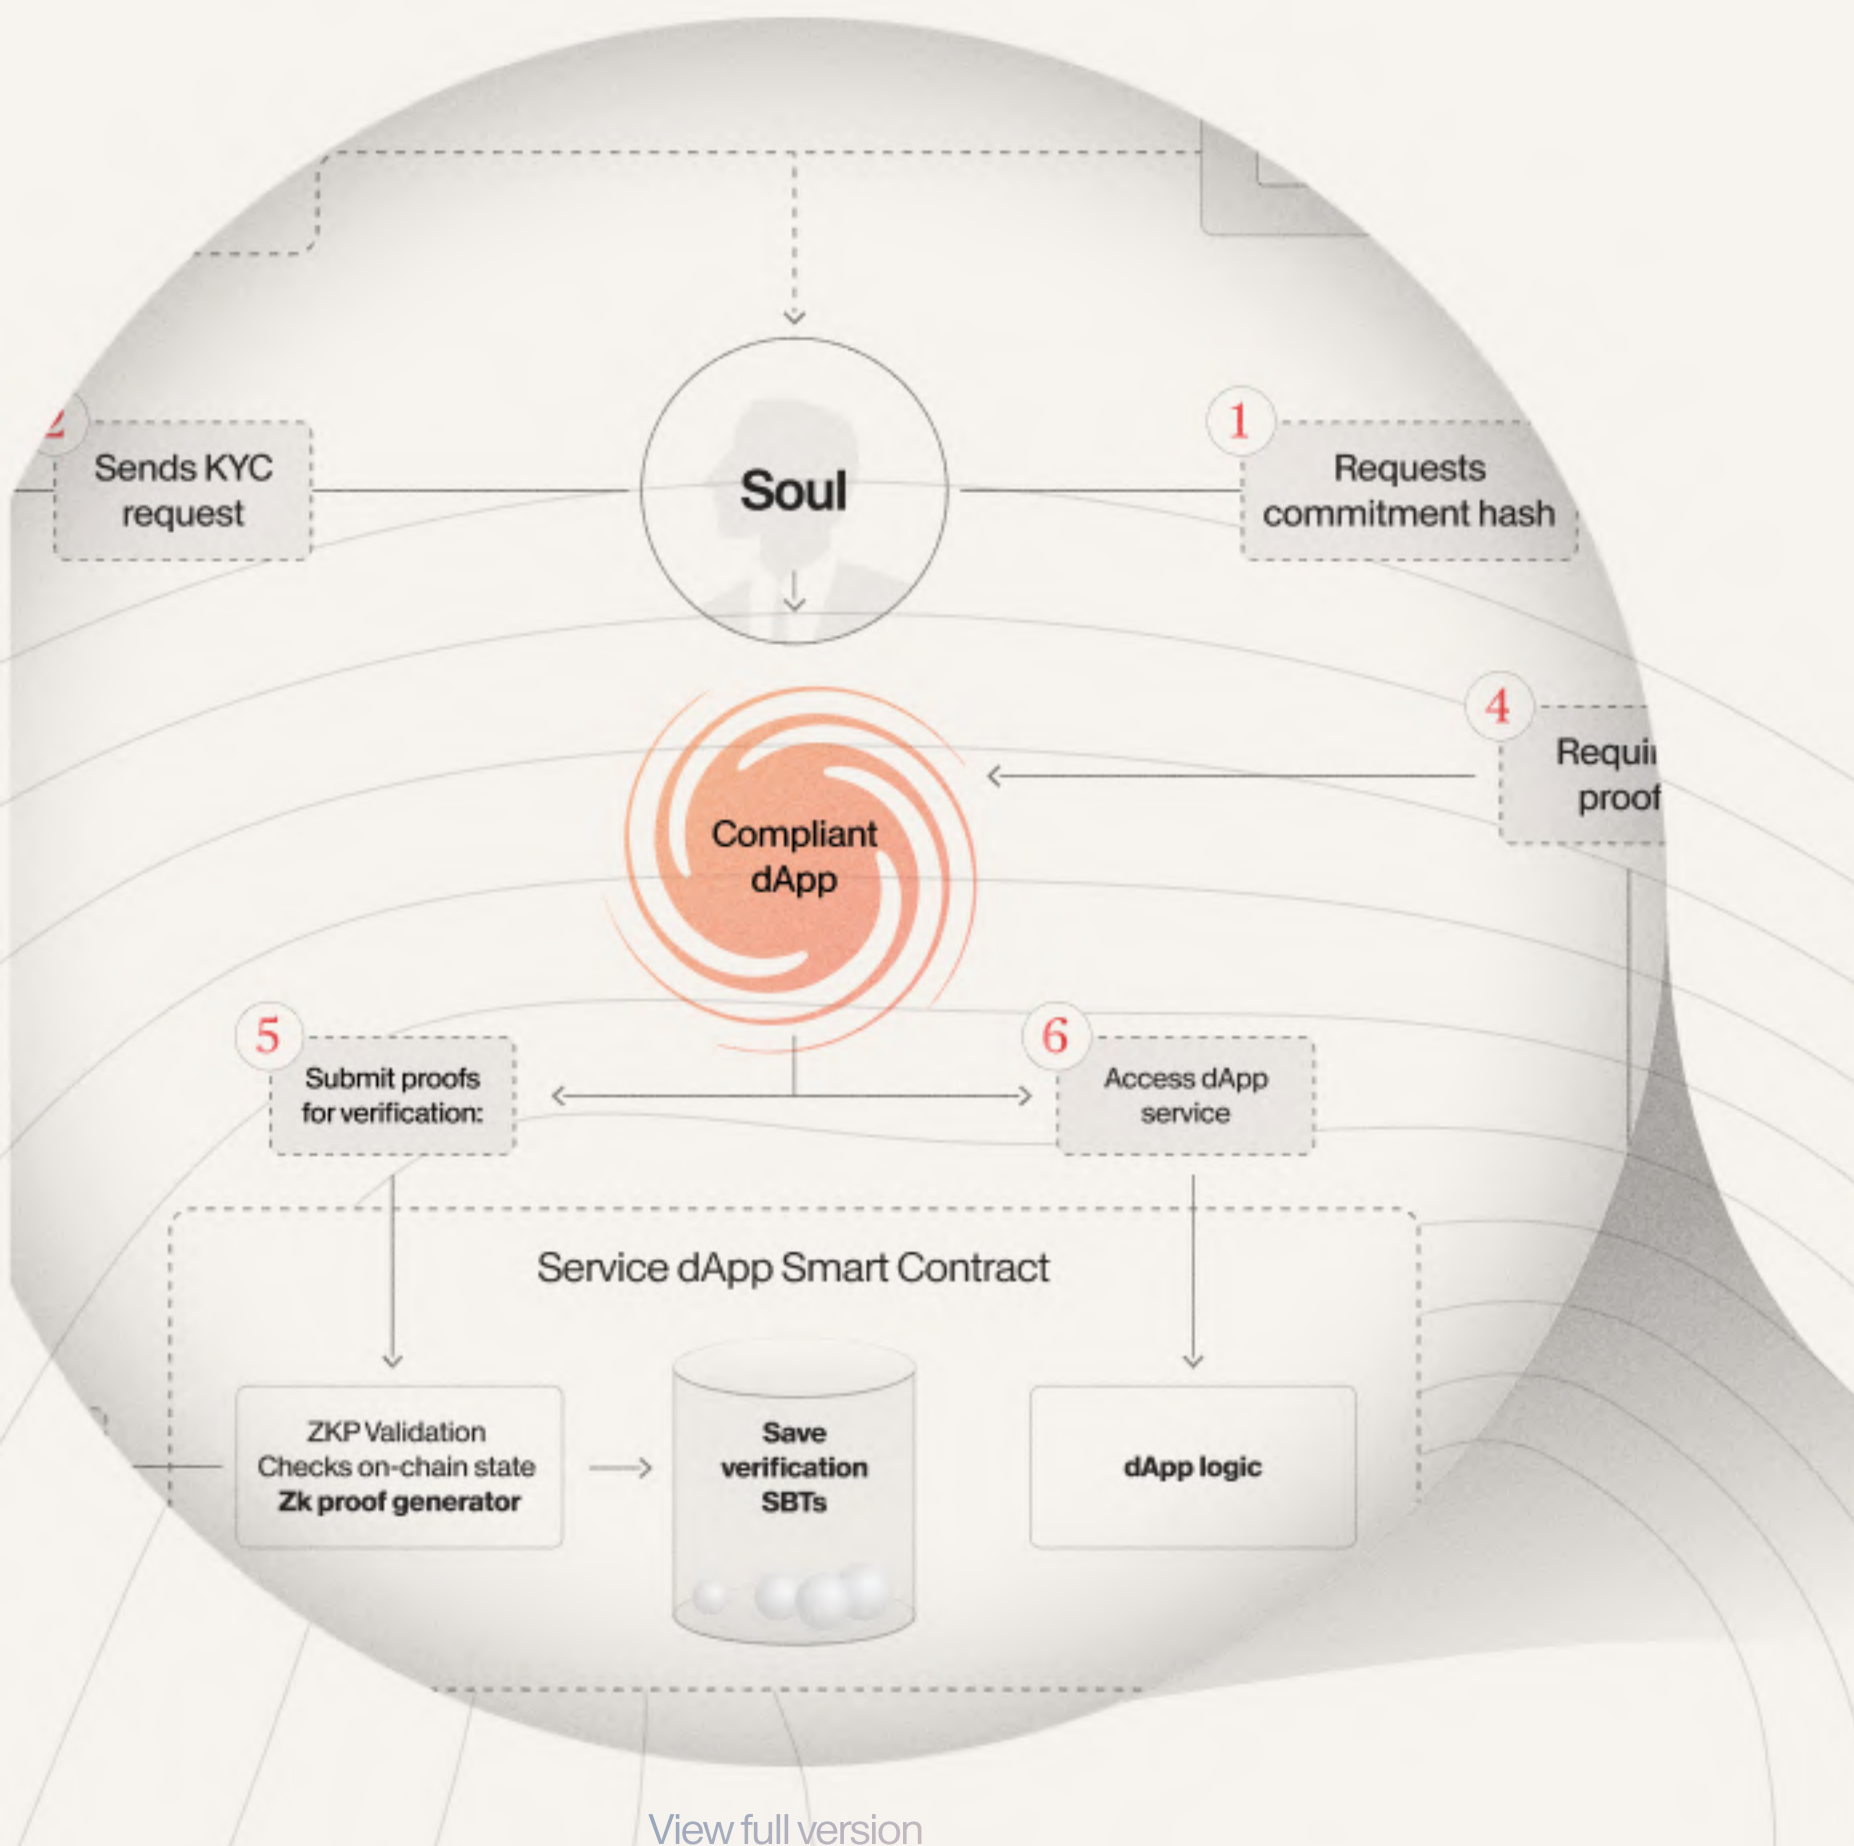 2
Sends KYC
request
Soul
1
Requests
commitment hash
4
proof
Compliant
dApp
5
Submit proofs
for verification:
6
Access dApp
service
Service dApp Smart Contract
ZKP Validation
Checks on-chain state
Zk proof generator
Save
verification
SBTs
dApp logic
View full version